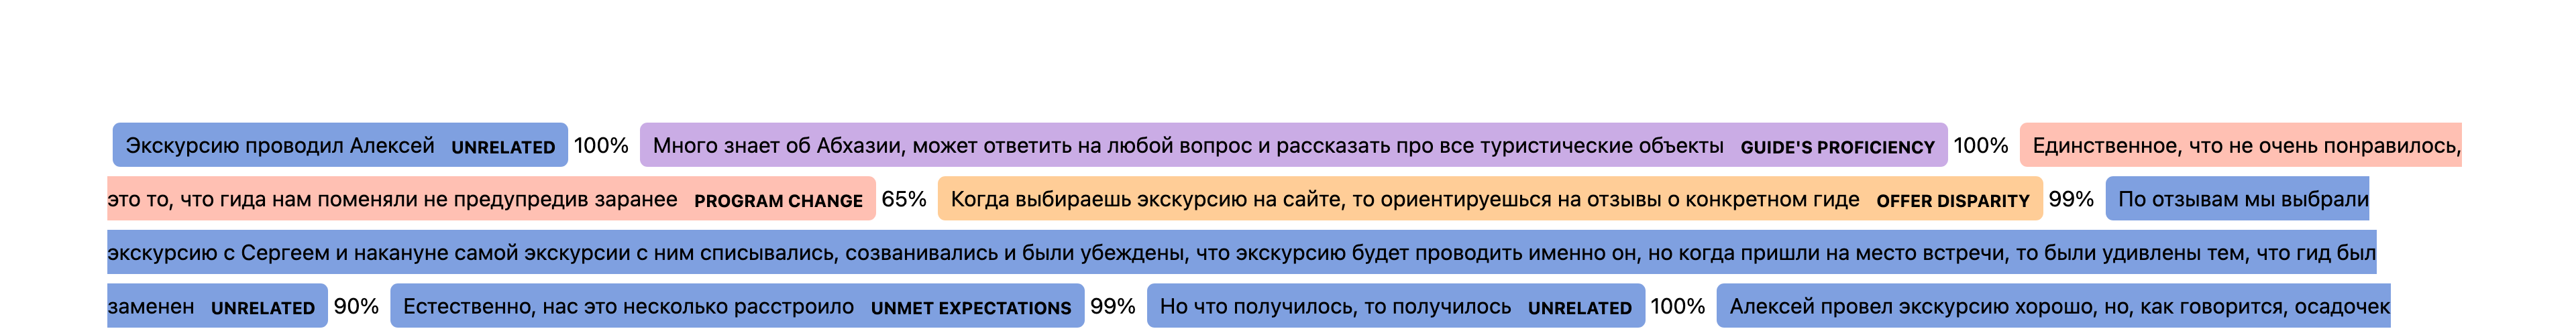 Экскурсию проводил Алексей UNRELATED 100% Много знает об Абхазии, может ответить на любой вопрос и рассказать про все туристические объекты GUIDE'S PROFICIENCY 100% Единственное, что не очень понравилось,
это то, что гида нам поменяли не предупредив заранее PROGRAM CHANGE 65% Когда выбираешь экскурсию на сайте, то ориентируешься на отзывы о конкретном гиде OFFER DISPARITY 99% По отзывам мы выбрали
экскурсию с Сергеем и накануне самой экскурсии с ним списывались, созванивались и были убеждены, что экскурсию будет проводить именно он, но когда пришли на место встречи, то были удивлены тем, что гид был
заменен UNRELATED 90% Естественно, нас это несколько расстроило UNMET EXPECTATIONS 99% Но что получилось, то получилось UNRELATED 100% Алексей провел экскурсию хорошо, но, как говорится, осадочек